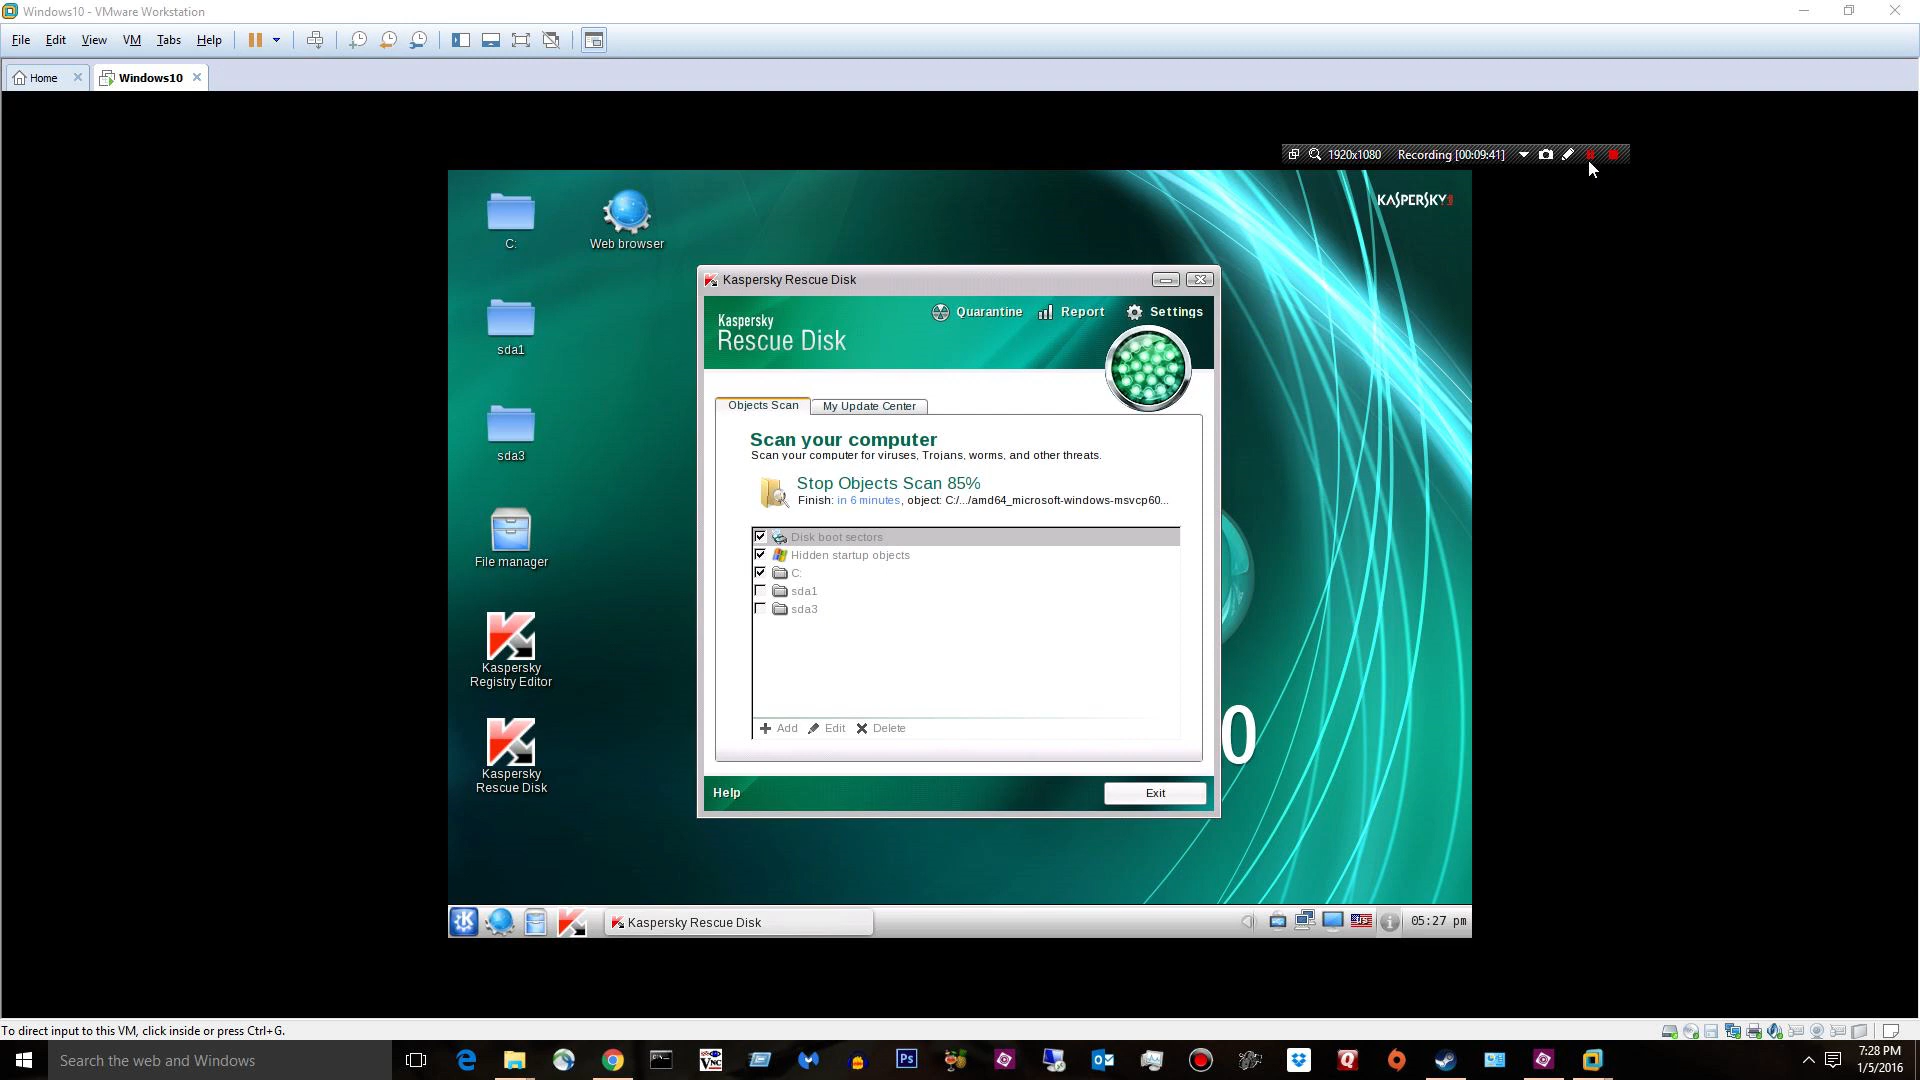 Windows10 - VMware Workstation
File Edit View VM Tabs Help
Home Windows10
1920x1080 Recording [00:09:41]
KASPERSKY
C:
Web browser
sda1
sda3
File manager
Kaspersky
Registry Editor
Kaspersky
Rescue Disk
Kaspersky Rescue Disk
Quarantine Report Settings
Kaspersky
Rescue Disk
Objects Scan My Update Center
Scan your computer
Scan your computer for viruses, Trojans, worms, and other threats.
Stop Objects Scan 85%
Finish: in 6 minutes, object: C:/.../amd64_microsoft-windows-msvcp60...
Disk boot sectors
Hidden startup objects
C:
sda1
sda3
Add Edit Delete
Help Exit
0
Kaspersky Rescue Disk
05:27 pm
To direct input to this VM, click inside or press Ctrl+G.
Search the web and Windows
Ps
7:28 PM
1/5/2016